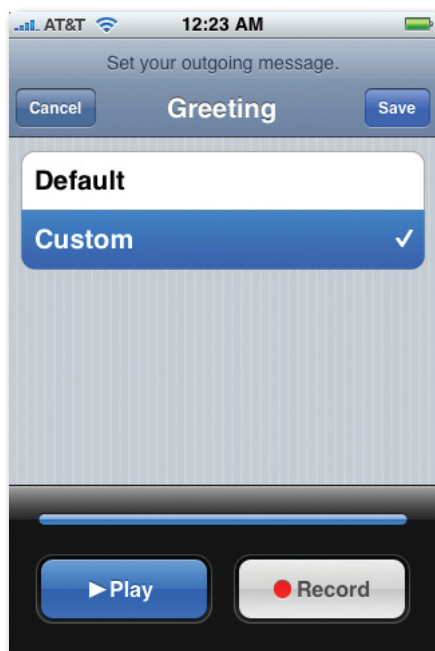 AT&T 12:23 AM
Set your outgoing message.
Cancel Greeting Save
Default
Custom
Play Record